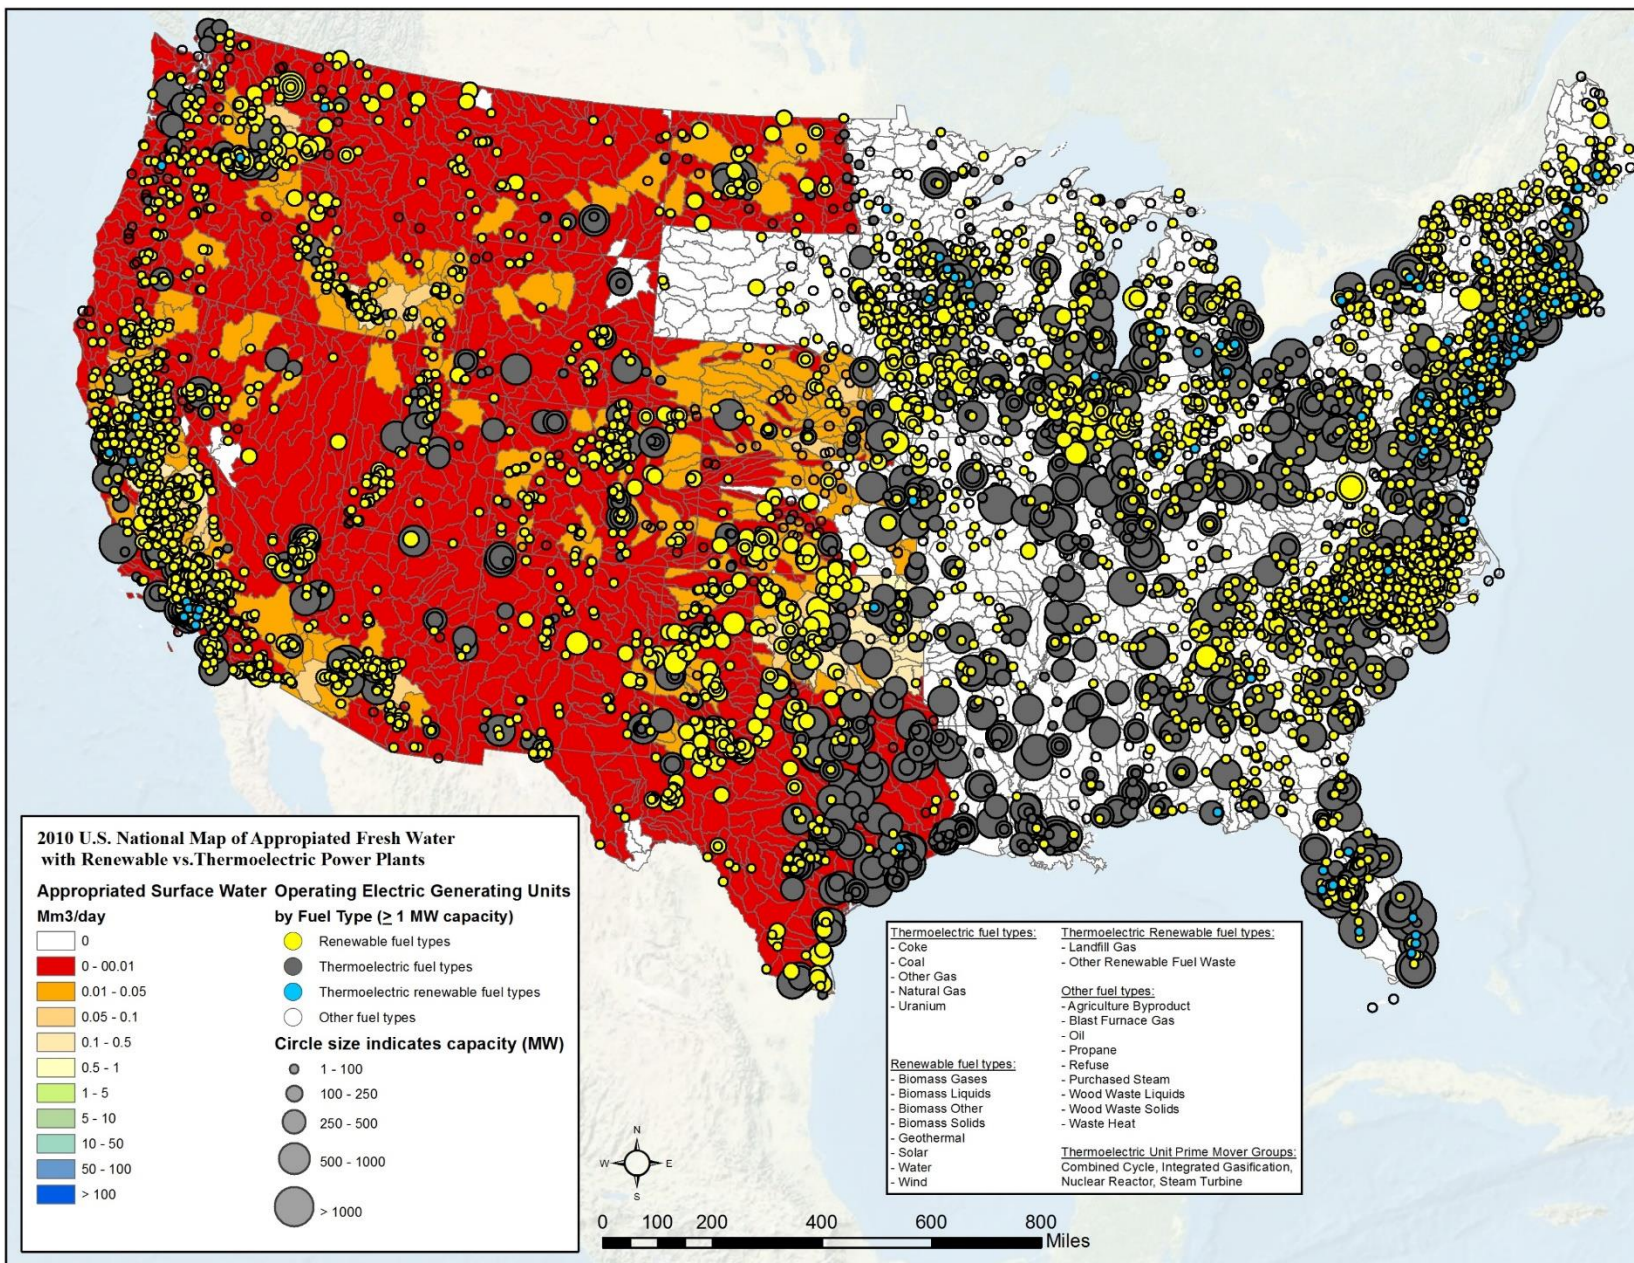 2010 U.S. National Map of Appropiated Fresh Water
with Renewable vs.Thermoelectric Power Plants
Appropriated Surface Water
Mm3/day
0
0 - 00.01
0.01 - 0.05
0.05 - 0.1
0.1 - 0.5
0.5 - 1
1 - 5
5 - 10
10 - 50
50 - 100
> 100
Operating Electric Generating Units
by Fuel Type (≥ 1 MW capacity)
Renewable fuel types
Thermoelectric fuel types
Thermoelectric renewable fuel types
Other fuel types
Circle size indicates capacity (MW)
1 - 100
100 - 250
250 - 500
500 - 1000
> 1000
N
W
E
S
0 100 200 400 600 800
Miles
Thermoelectric fuel types:
- Coke
- Coal
- Other Gas
- Natural Gas
- Uranium
Renewable fuel types:
- Biomass Gases
- Biomass Liquids
- Biomass Other
- Biomass Solids
- Geothermal
- Solar
- Water
- Wind
Thermoelectric Renewable fuel types:
- Landfill Gas
- Other Renewable Fuel Waste
Other fuel types:
- Agriculture Byproduct
- Blast Furnace Gas
- Oil
- Propane
- Refuse
- Purchased Steam
- Wood Waste Liquids
- Wood Waste Solids
- Waste Heat
Thermoelectric Unit Prime Mover Groups:
Combined Cycle, Integrated Gasification,
Nuclear Reactor, Steam Turbine